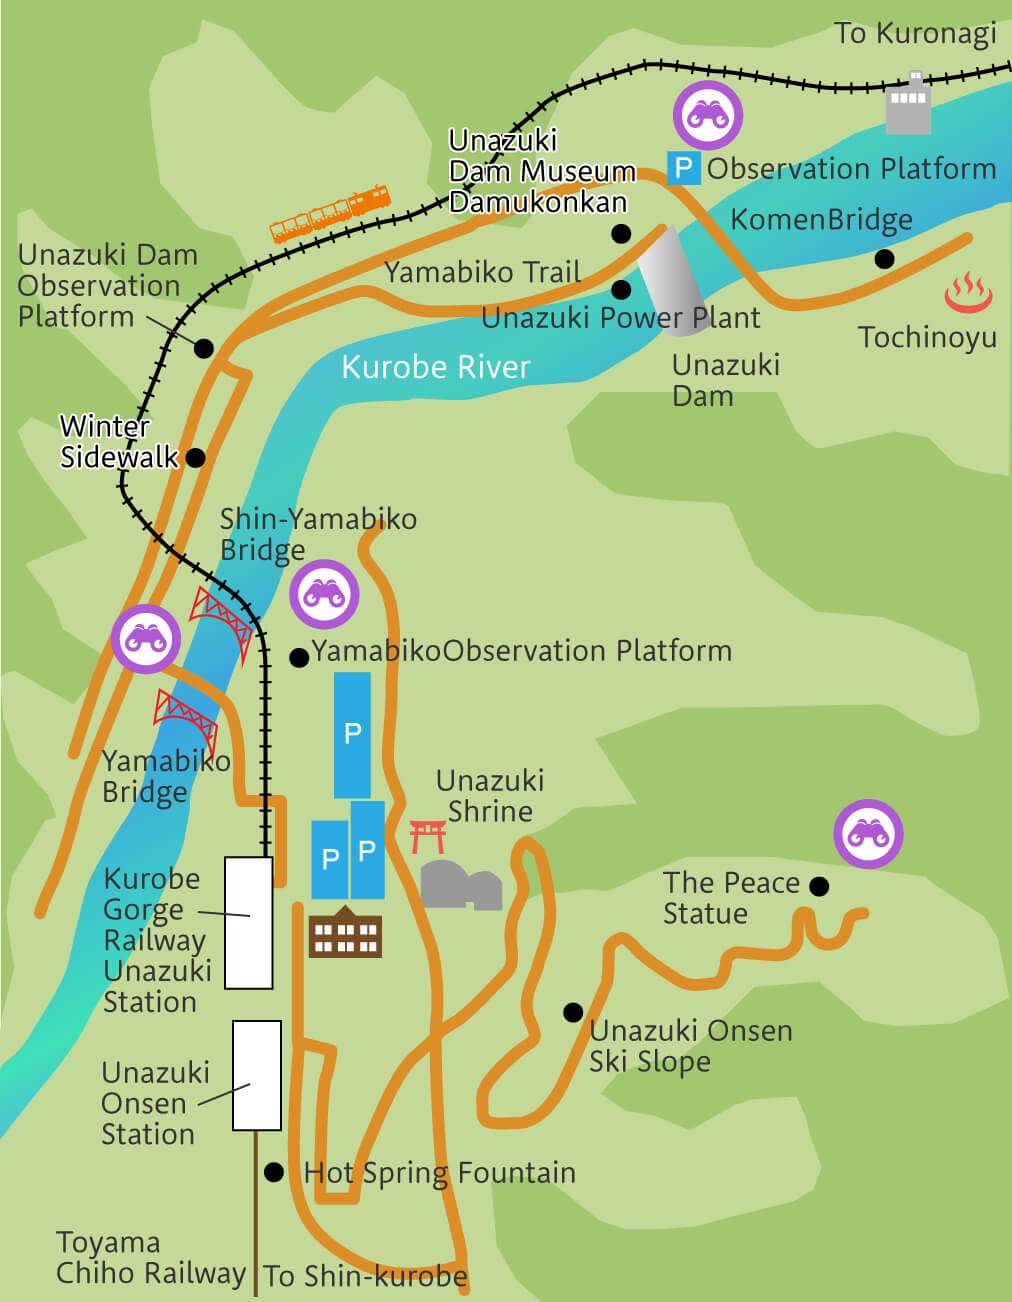 To Kuronagi
Unazuki
Dam Museum
Damukonkan
P
Observation Platform
KomenBridge
Unazuki Dam
Observation
Platform
Yamabiko Trail
Unazuki Power Plant
Tochinoyu
Kurobe River
Unazuki
Dam
Winter
Sidewalk
Shin-Yamabiko
Bridge
YamabikoObservation Platform
P
Yamabiko
Bridge
Unazuki
Shrine
P
P
Kurobe
Gorge
Railway
Unazuki
Station
The Peace
Statue
Unazuki Onsen
Ski Slope
Unazuki
Onsen
Station
Hot Spring Fountain
Toyama
Chiho Railway
To Shin-kurobe